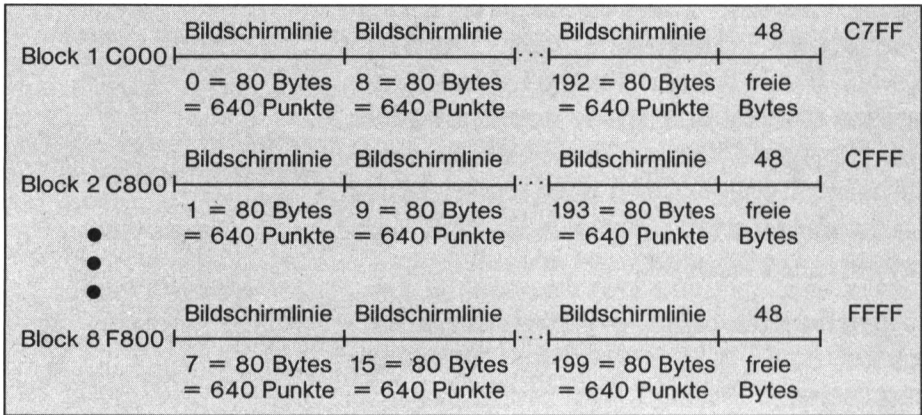 Bildschirmlinie Bildschirmlinie Bildschirmlinie 48 C7FF
Block 1 C000 ···
0 = 80 Bytes 8 = 80 Bytes 192 = 80 Bytes freie
= 640 Punkte = 640 Punkte = 640 Punkte Bytes
Bildschirmlinie Bildschirmlinie Bildschirmlinie 48 CFFF
Block 2 C800 ···
1 = 80 Bytes 9 = 80 Bytes 193 = 80 Bytes freie
= 640 Punkte = 640 Punkte = 640 Punkte Bytes
Bildschirmlinie Bildschirmlinie Bildschirmlinie 48 FFFF
Block 8 F800 ···
7 = 80 Bytes 15 = 80 Bytes 199 = 80 Bytes freie
= 640 Punkte = 640 Punkte = 640 Punkte Bytes